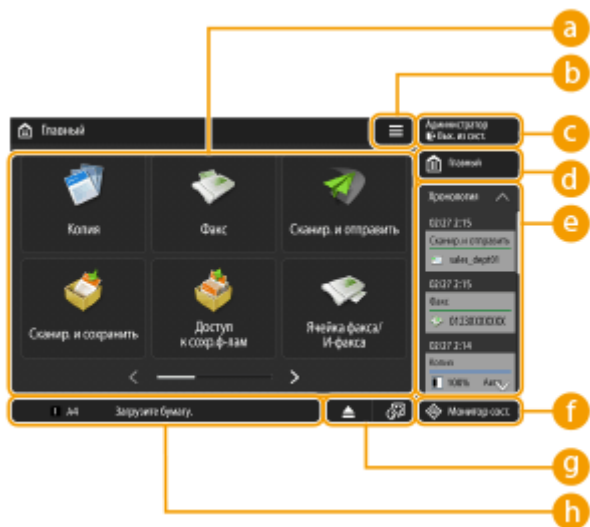 a
b
Главный
Администратор
Вых. из сист.
c
Главный
d
Хронология
e
02/27 2:15
Сканир. и отправить
sales_dept01
02/27 2:15
Факс
0123XXXXXX
02/27 2:14
Копия
100%
Копия
Факс
Сканир. и отправить
Сканир. и сохранить
Доступ
к сохр.ф-лам
Ячейка факса/
И-факса
1 A4 Загрузите бумагу.
Монитор сост.
f
g
h